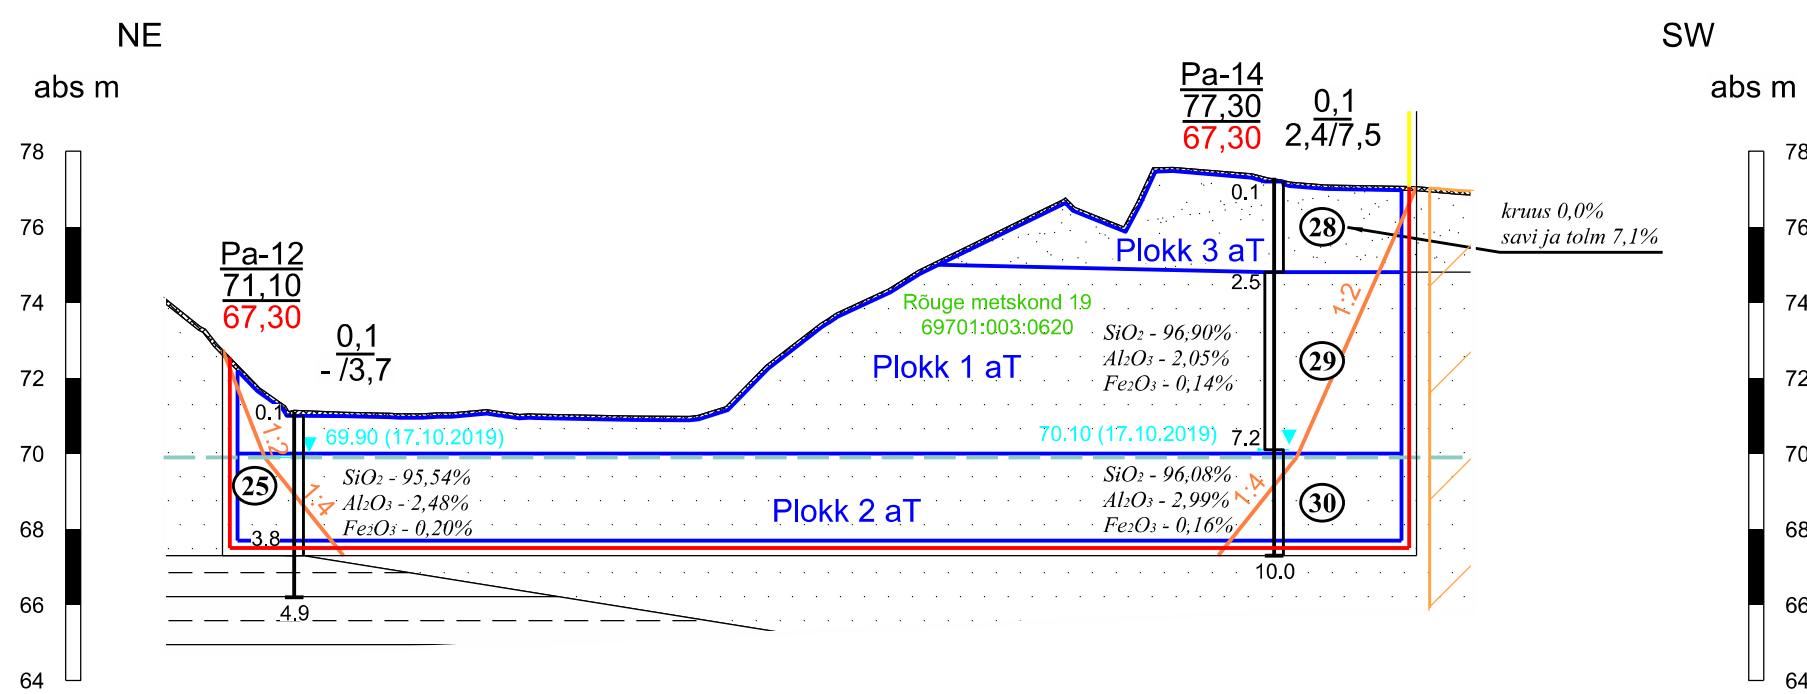 NE
SW
abs m
abs m
78
76
74
72
70
68
66
64
78
76
74
72
70
68
66
64
Pa-14
77,30
67,30
0,1
2,4/7,5
Pa-12
71,10
67,30
0,1
- /3,7
0.1
2.5
7.2
10.0
28
29
30
kruus 0,0%
savi ja tolm 7,1%
Plokk 3 aT
Rõuge metskond 19
69701:003:0620
Plokk 1 aT
SiO2 - 96,90%
Al2O3 - 2,05%
Fe2O3 - 0,14%
1:2
0.1
1:2
69.90 (17.10.2019)
70.10 (17.10.2019)
25
1:4
SiO2 - 95,54%
Al2O3 - 2,48%
Fe2O3 - 0,20%
Plokk 2 aT
SiO2 - 96,08%
Al2O3 - 2,99%
Fe2O3 - 0,16%
1:4
3.8
4.9